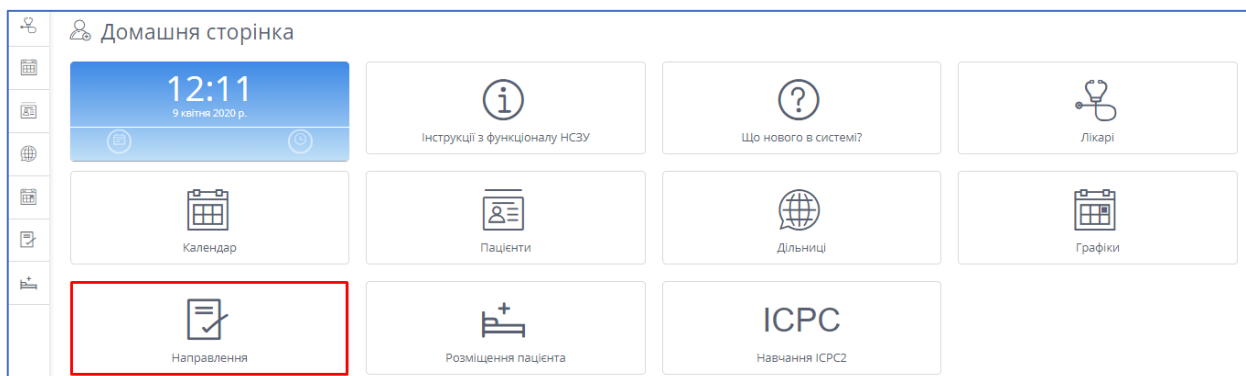 Домашня сторінка
12:11
9 квітня 2020 р.
Інструкції з функціоналу НСЗУ
Що нового в системі?
Лікарі
Календар
Пацієнти
Дільниці
Графіки
Направлення
Розміщення пацієнта
ICPC
Навчання ICPC2